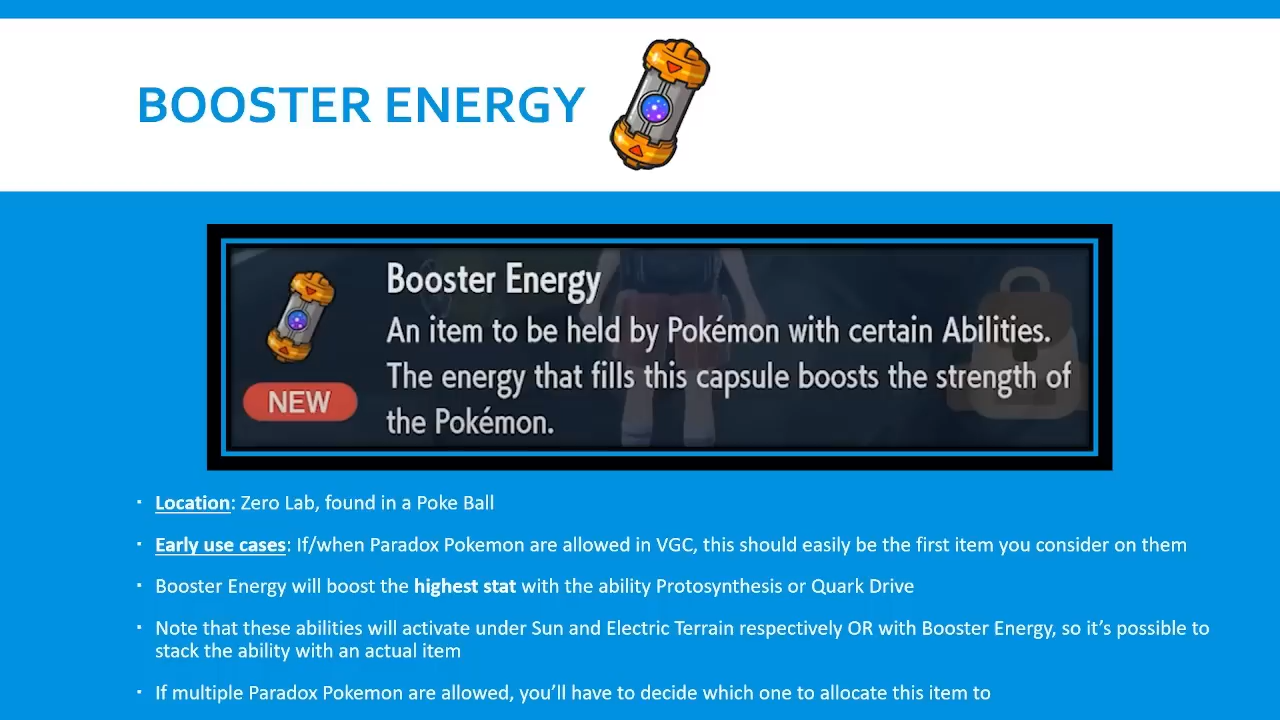 BOOSTER ENERGY
Booster Energy
An item to be held by Pokémon with certain Abilities.
The energy that fills this capsule boosts the strength of
the Pokémon.
NEW
· Location: Zero Lab, found in a Poke Ball
· Early use cases: If/when Paradox Pokemon are allowed in VGC, this should easily be the first item you consider on them
· Booster Energy will boost the highest stat with the ability Protosynthesis or Quark Drive
· Note that these abilities will activate under Sun and Electric Terrain respectively OR with Booster Energy, so it's possible to
stack the ability with an actual item
· If multiple Paradox Pokemon are allowed, you'll have to decide which one to allocate this item to